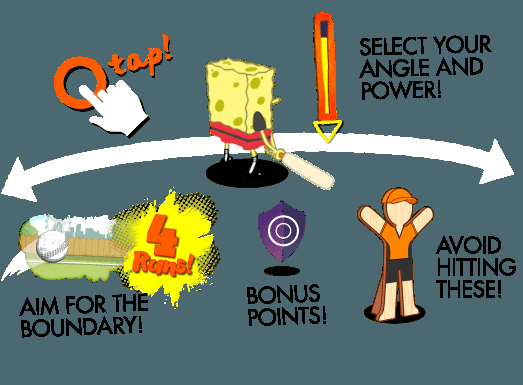 tap!
SELECT YOUR
ANGLE AND
POWER!
4
Runs!
AIM FOR THE
BOUNDARY!
BONUS
POINTS!
AVOID
HITTING
THESE!